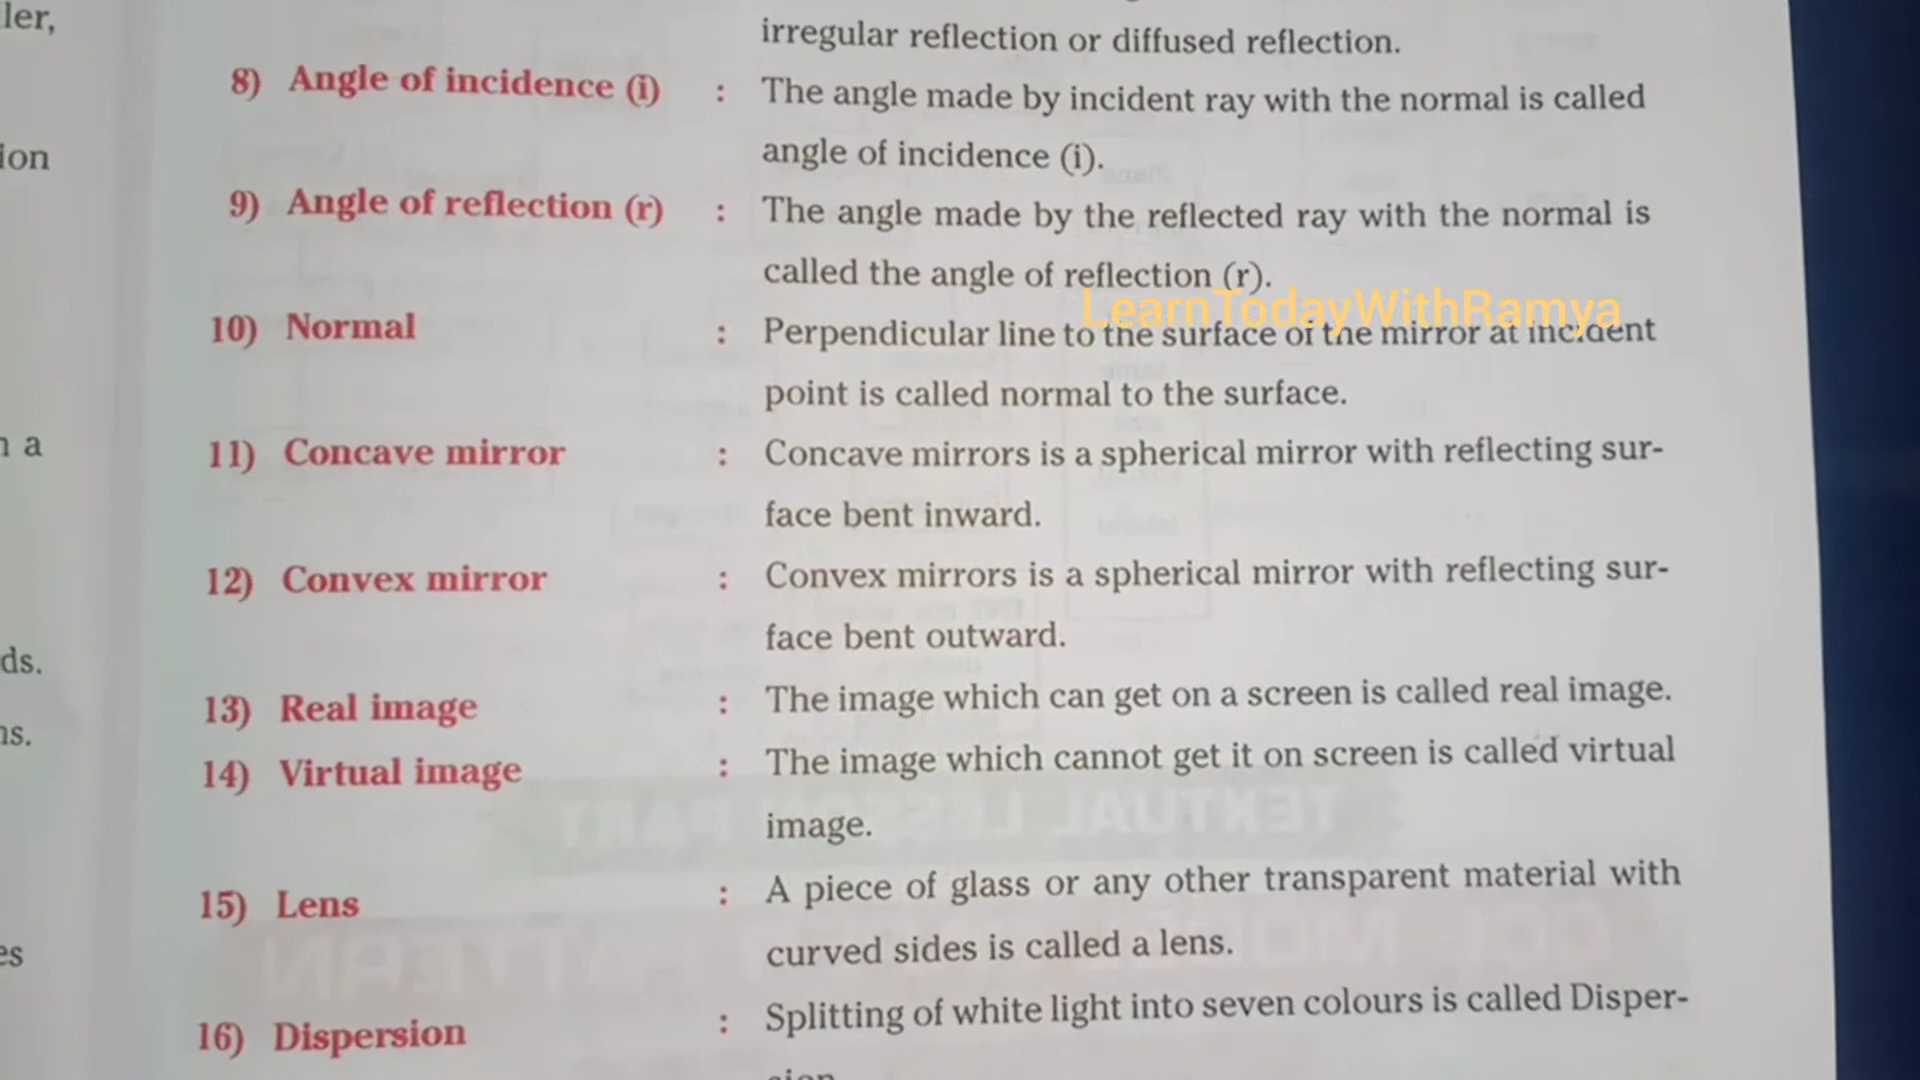 ler,
irregular reflection or diffused reflection.
8) Angle of incidence (i) : The angle made by incident ray with the normal is called
angle of incidence (i).
ion
9) Angle of reflection (r) : The angle made by the reflected ray with the normal is
called the angle of reflection (r).
LearnTodayWithRamya
10) Normal : Perpendicular line to the surface of the mirror at incident
point is called normal to the surface.
a
11) Concave mirror : Concave mirrors is a spherical mirror with reflecting sur-
face bent inward.
12) Convex mirror : Convex mirrors is a spherical mirror with reflecting sur-
face bent outward.
ds.
13) Real image : The image which can get on a screen is called real image.
14) Virtual image : The image which cannot get it on screen is called virtual
image.
15) Lens : A piece of glass or any other transparent material with
curved sides is called a lens.
es
16) Dispersion : Splitting of white light into seven colours is called Disper-
sion